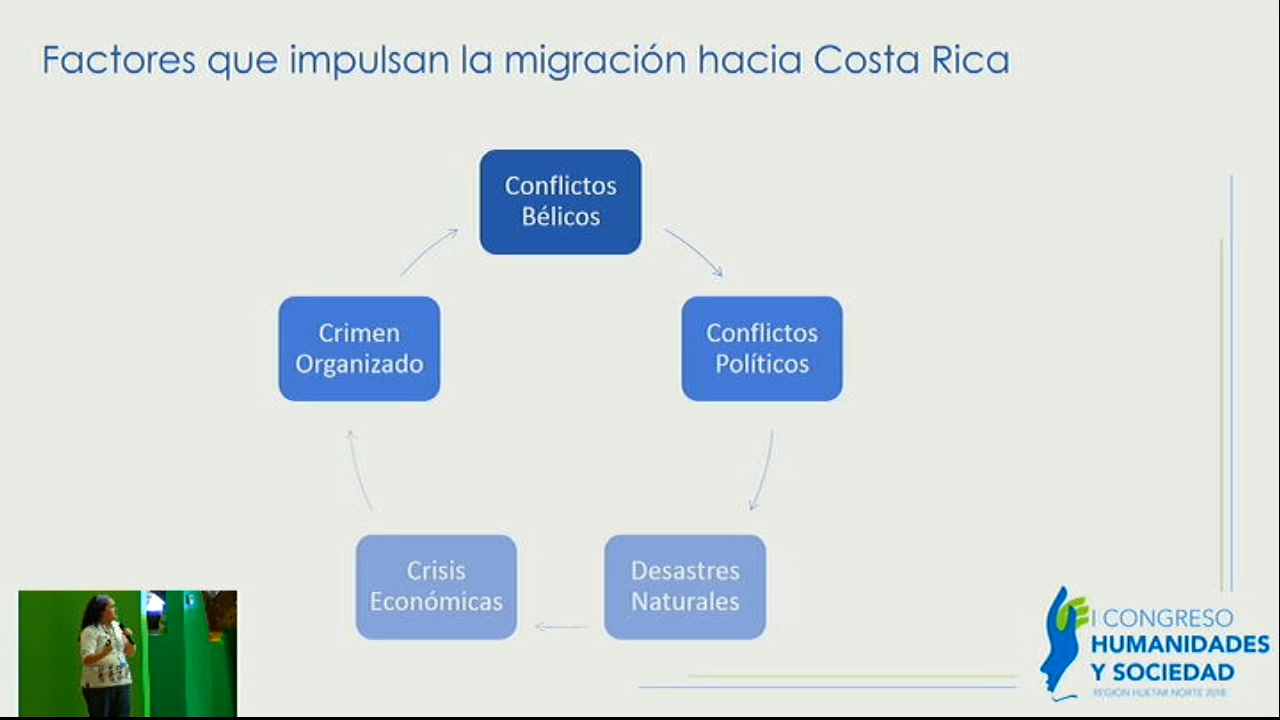 Factores que impulsan la migración hacia Costa Rica
Conflictos
Bélicos
Conflictos
Políticos
Desastres
Naturales
Crisis
Económicas
Crimen
Organizado
I CONGRESO
HUMANIDADES
Y SOCIEDAD
REGIÓN HUETAR NORTE 2018